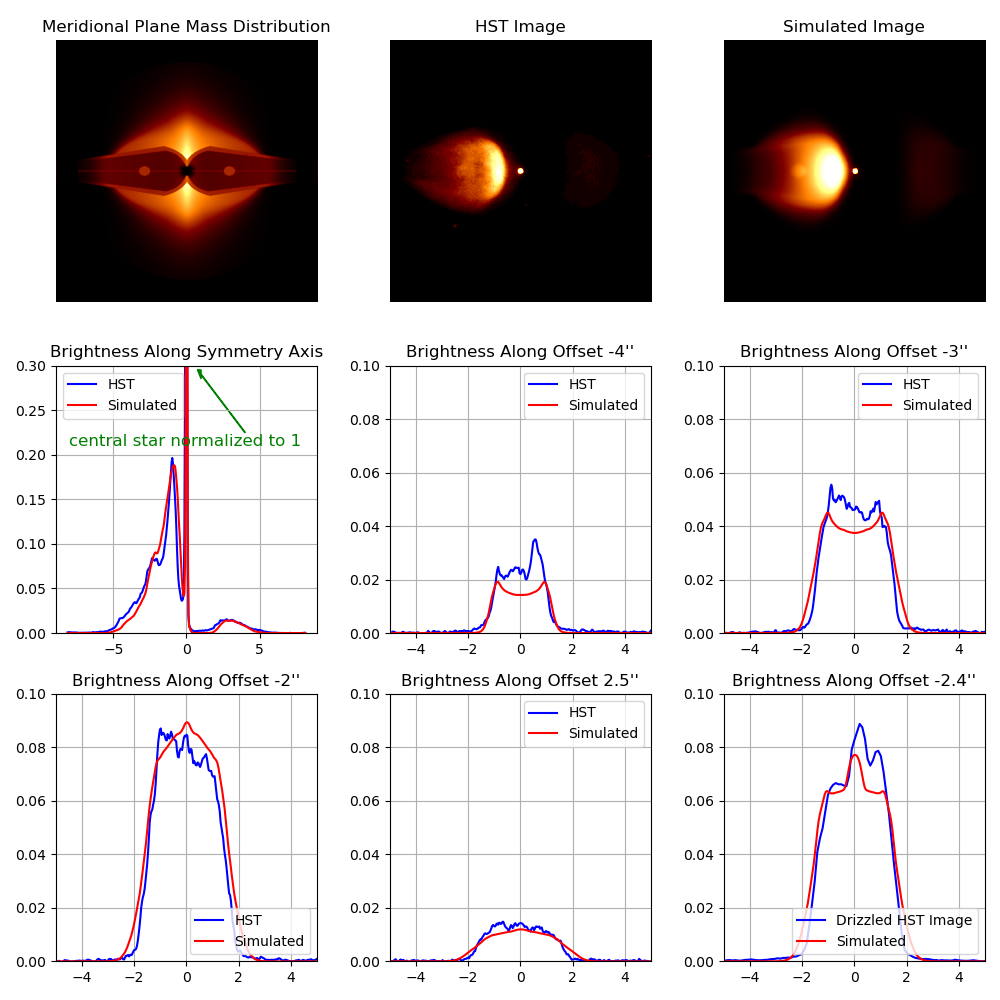 Meridional Plane Mass Distribution
HST Image
Simulated Image
Brightness Along Symmetry Axis
0.30
0.25
0.20
0.15
0.10
0.05
0.00
−5
0
5
HST
Simulated
central star normalized to 1
Brightness Along Offset -4''
0.10
0.08
0.06
0.04
0.02
0.00
−4
−2
0
2
4
HST
Simulated
Brightness Along Offset -3''
0.10
0.08
0.06
0.04
0.02
0.00
−4
−2
0
2
4
HST
Simulated
Brightness Along Offset -2''
0.10
0.08
0.06
0.04
0.02
0.00
−4
−2
0
2
4
HST
Simulated
Brightness Along Offset 2.5''
0.10
0.08
0.06
0.04
0.02
0.00
−4
−2
0
2
4
HST
Simulated
Brightness Along Offset -2.4''
0.10
0.08
0.06
0.04
0.02
0.00
−4
−2
0
2
4
Drizzled HST Image
Simulated